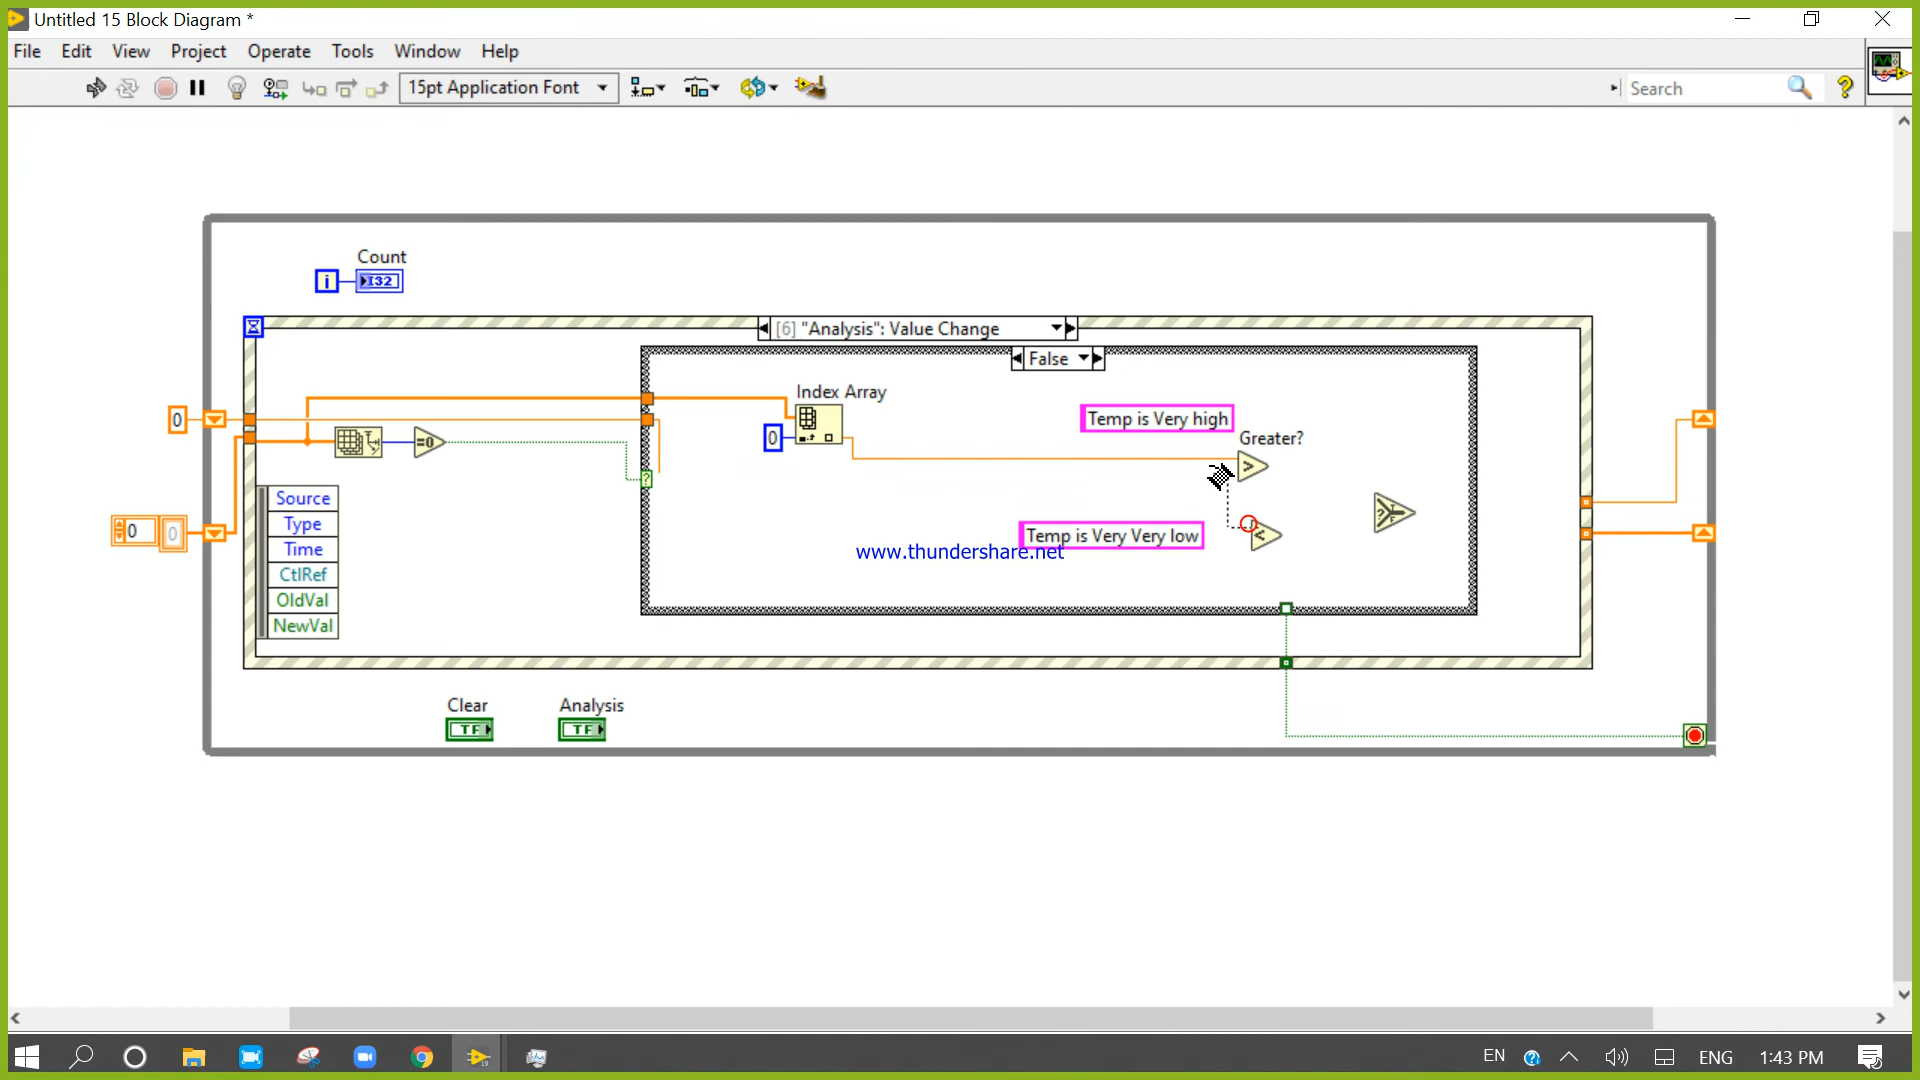 Untitled 15 Block Diagram *
File Edit View Project Operate Tools Window Help
15pt Application Font
Search
?
Count
i
I32
[6] "Analysis": Value Change
False
Index Array
0
0
Temp is Very high
Greater?
>
=0
?
Source
Type
Time
CtlRef
OldVal
NewVal
0
0
Temp is Very Very low
<
?
www.thundershare.net
Clear
Analysis
TF
TF
EN
ENG
1:43 PM